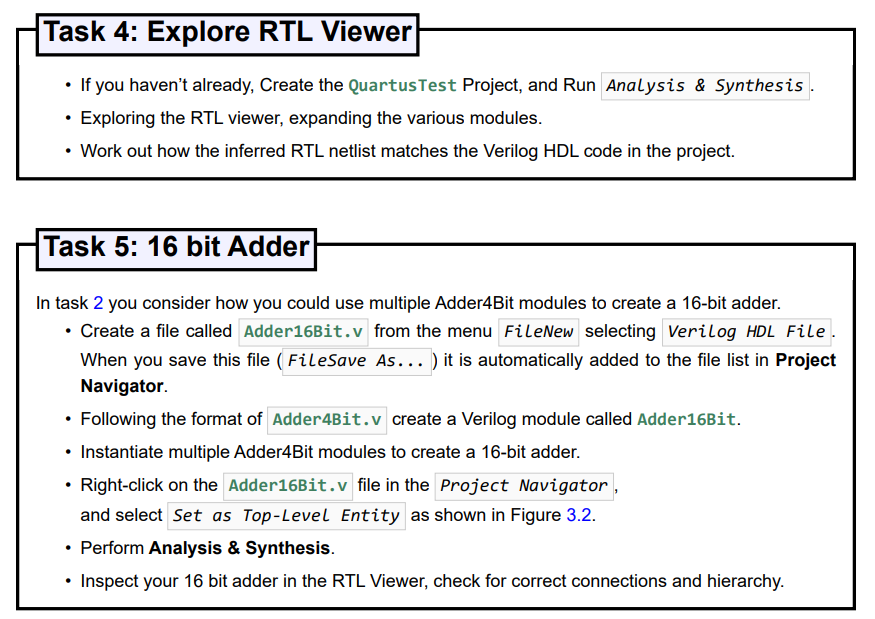 Task 4: Explore RTL Viewer
• If you haven’t already, Create the QuartusTest Project, and Run Analysis & Synthesis.
• Exploring the RTL viewer, expanding the various modules.
• Work out how the inferred RTL netlist matches the Verilog HDL code in the project.
Task 5: 16 bit Adder
In task 2 you consider how you could use multiple Adder4Bit modules to create a 16-bit adder.
• Create a file called Adder16Bit.v from the menu FileNew selecting Verilog HDL File.
When you save this file (FileSave As...) it is automatically added to the file list in Project
Navigator.
• Following the format of Adder4Bit.v create a Verilog module called Adder16Bit.
• Instantiate multiple Adder4Bit modules to create a 16-bit adder.
• Right-click on the Adder16Bit.v file in the Project Navigator,
and select Set as Top-Level Entity as shown in Figure 3.2.
• Perform Analysis & Synthesis.
• Inspect your 16 bit adder in the RTL Viewer, check for correct connections and hierarchy.